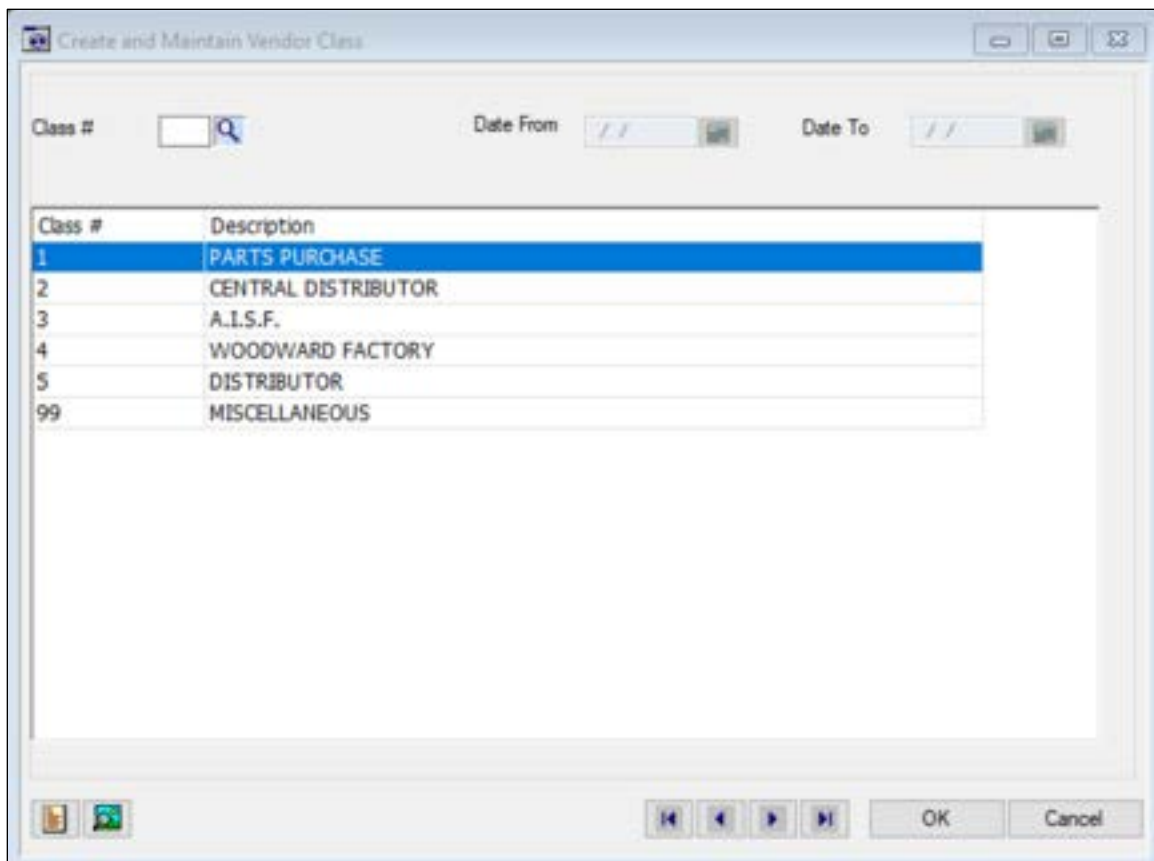 Create and Maintain Vendor Class
Class # Date From / / Date To / /
Class # Description
1 PARTS PURCHASE
2 CENTRAL DISTRIBUTOR
3 A.I.S.F.
4 WOODWARD FACTORY
5 DISTRIBUTOR
99 MISCELLANEOUS
OK Cancel